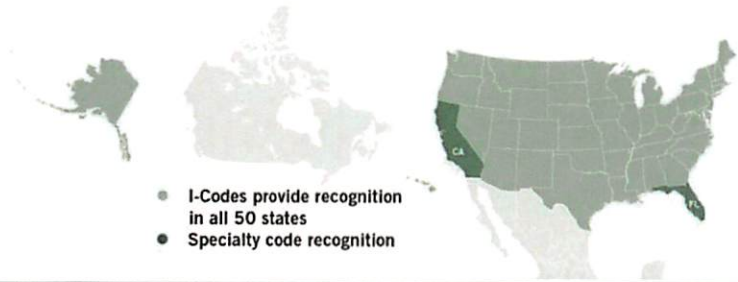 CA
FL
I-Codes provide recognition
in all 50 states
Specialty code recognition